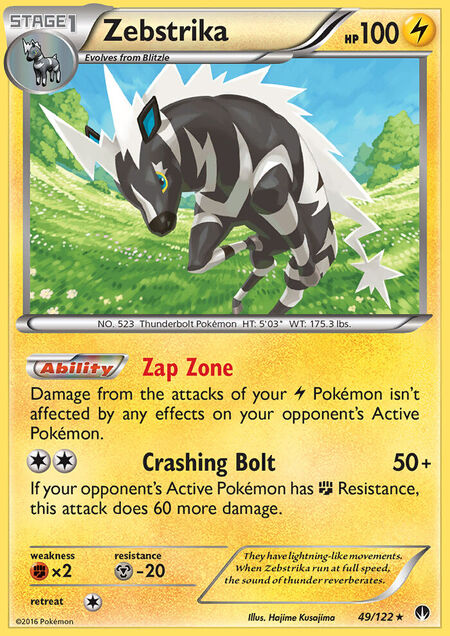 STAGE1
Zebstrika
HP100
Evolves from Blitzle
NO. 523 Thunderbolt Pokémon HT: 5'03" WT: 175.3 lbs.
Ability Zap Zone
Damage from the attacks of your Pokémon isn't
affected by any effects on your opponent's Active
Pokémon.
Crashing Bolt 50+
If your opponent's Active Pokémon has Resistance,
this attack does 60 more damage.
weakness resistance
×2 -20
retreat
They have lightning-like movements.
When Zebstrika run at full speed,
the sound of thunder reverberates.
©2016 Pokémon
Illus. Hajime Kusajima
49/122 ★